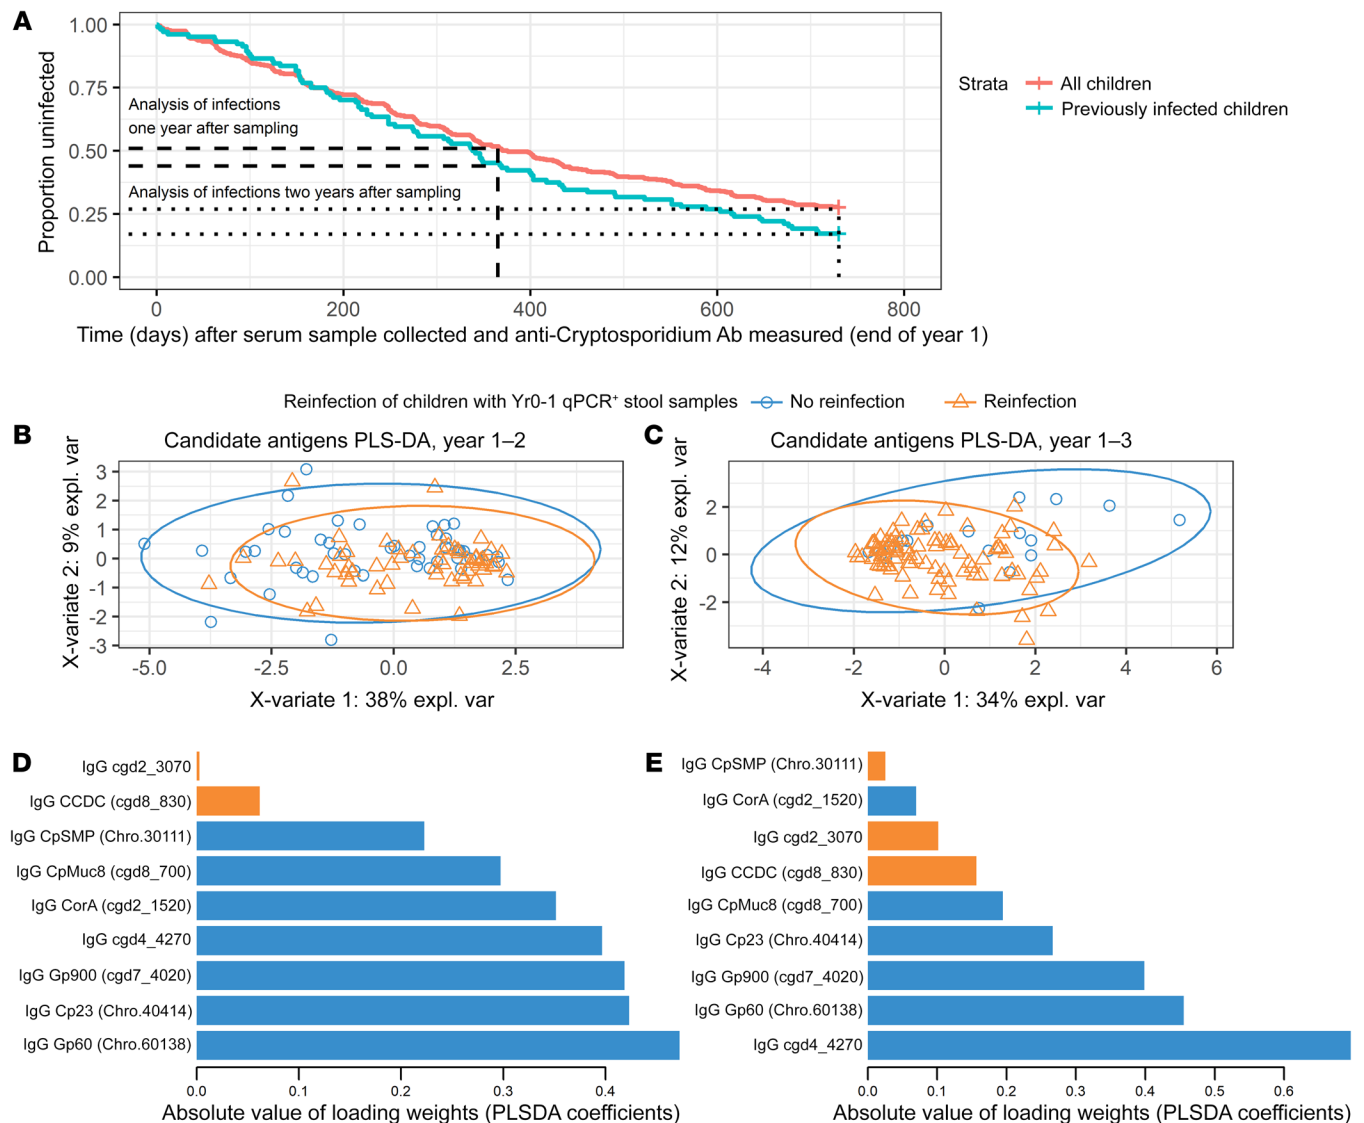 A
1.00
0.75
0.50
0.25
0.00
Proportion uninfected
Analysis of infections
one year after sampling
Analysis of infections two years after sampling
0 200 400 600 800
Time (days) after serum sample collected and anti-Cryptosporidium Ab measured (end of year 1)
Strata
All children
Previously infected children
Reinfection of children with Yr0-1 qPCR+ stool samples No reinfection Reinfection
B
Candidate antigens PLS-DA, year 1–2
X-variate 2: 9% expl. var
3
2
1
0
-1
-2
-3
-5.0 -2.5 0.0 2.5
X-variate 1: 38% expl. var
C
Candidate antigens PLS-DA, year 1–3
X-variate 2: 12% expl. var
2
0
-2
-4 -2 0 2 4 6
X-variate 1: 34% expl. var
D
IgG cgd2_3070
IgG CCDC (cgd8_830)
IgG CpSMP (Chro.30111)
IgG CpMuc8 (cgd8_700)
IgG CorA (cgd2_1520)
IgG cgd4_4270
IgG Gp900 (cgd7_4020)
IgG Cp23 (Chro.40414)
IgG Gp60 (Chro.60138)
0.0 0.1 0.2 0.3 0.4
Absolute value of loading weights (PLSDA coefficients)
E
IgG CpSMP (Chro.30111)
IgG CorA (cgd2_1520)
IgG cgd2_3070
IgG CCDC (cgd8_830)
IgG CpMuc8 (cgd8_700)
IgG Cp23 (Chro.40414)
IgG Gp900 (cgd7_4020)
IgG Gp60 (Chro.60138)
IgG cgd4_4270
0.0 0.1 0.2 0.3 0.4 0.5 0.6
Absolute value of loading weights (PLSDA coefficients)